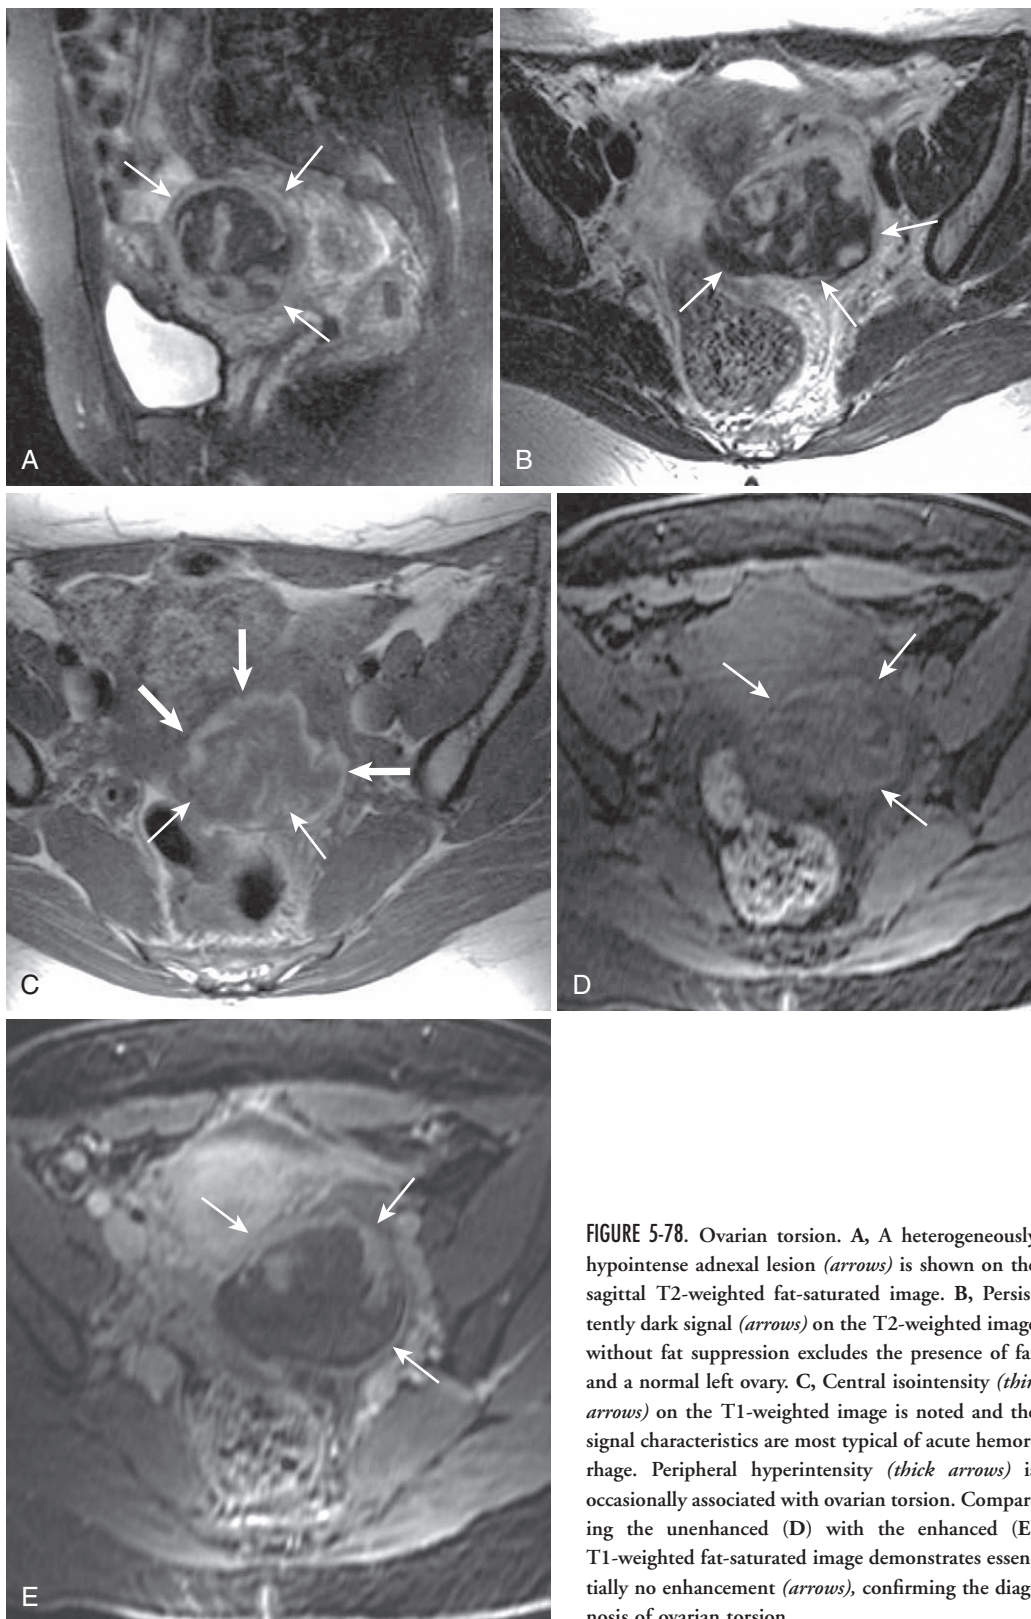 A
B
C
D
E
FIGURE 5-78. Ovarian torsion. A, A heterogeneously
hypointense adnexal lesion (arrows) is shown on the
sagittal T2-weighted fat-saturated image. B, Persis
tently dark signal (arrows) on the T2-weighted image
without fat suppression excludes the presence of fa
and a normal left ovary. C, Central isointensity (thin
arrows) on the T1-weighted image is noted and the
signal characteristics are most typical of acute hemor
rhage. Peripheral hyperintensity (thick arrows) i
occasionally associated with ovarian torsion. Compar
ing the unenhanced (D) with the enhanced (E
T1-weighted fat-saturated image demonstrates essen
tially no enhancement (arrows), confirming the diag
nosis of ovarian torsion